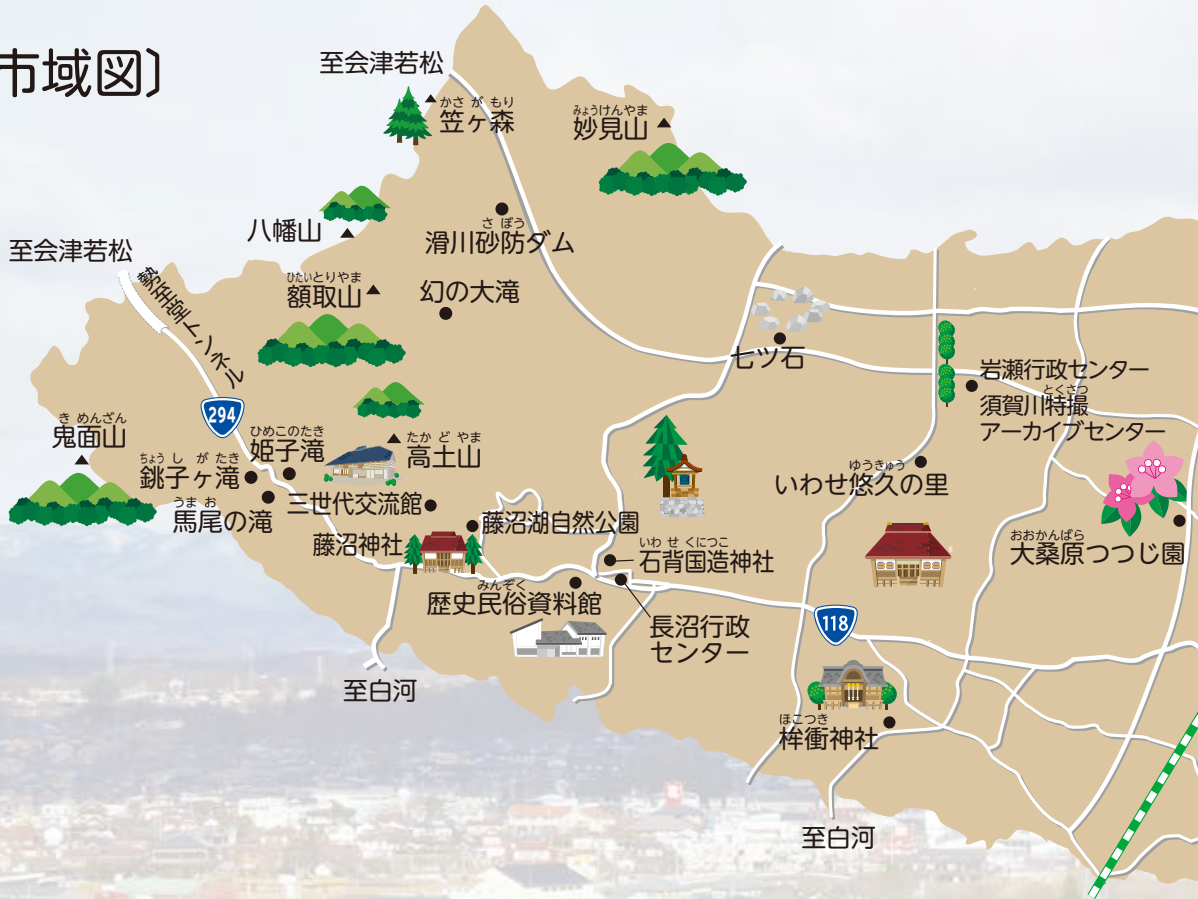 市域図〕
至会津若松
かさ が もり
笠ヶ森
みょうけんやま
妙見山
八幡山
さ ぼう
滑川砂防ダム
至会津若松
勢至堂トンネル
ひたいとりやま
額取山
幻の大滝
七ツ石
岩瀬行政センター
とくさつ
須賀川特撮
アーカイブセンター
294
き めんざん
鬼面山
ひめこのたき
姫子滝
たか ど やま
高土山
ちょう し が たき
銚子ヶ滝
うま お
馬尾の滝
三世代交流館
ゆうきゅう
いわせ悠久の里
藤沼湖自然公園
藤沼神社
いわ せ くにつこ
石背国造神社
おおかんばら
大桑原つつじ園
みんぞく
歴史民俗資料館
長沼行政
センター
118
至白河
ほこつき
桙衝神社
至白河